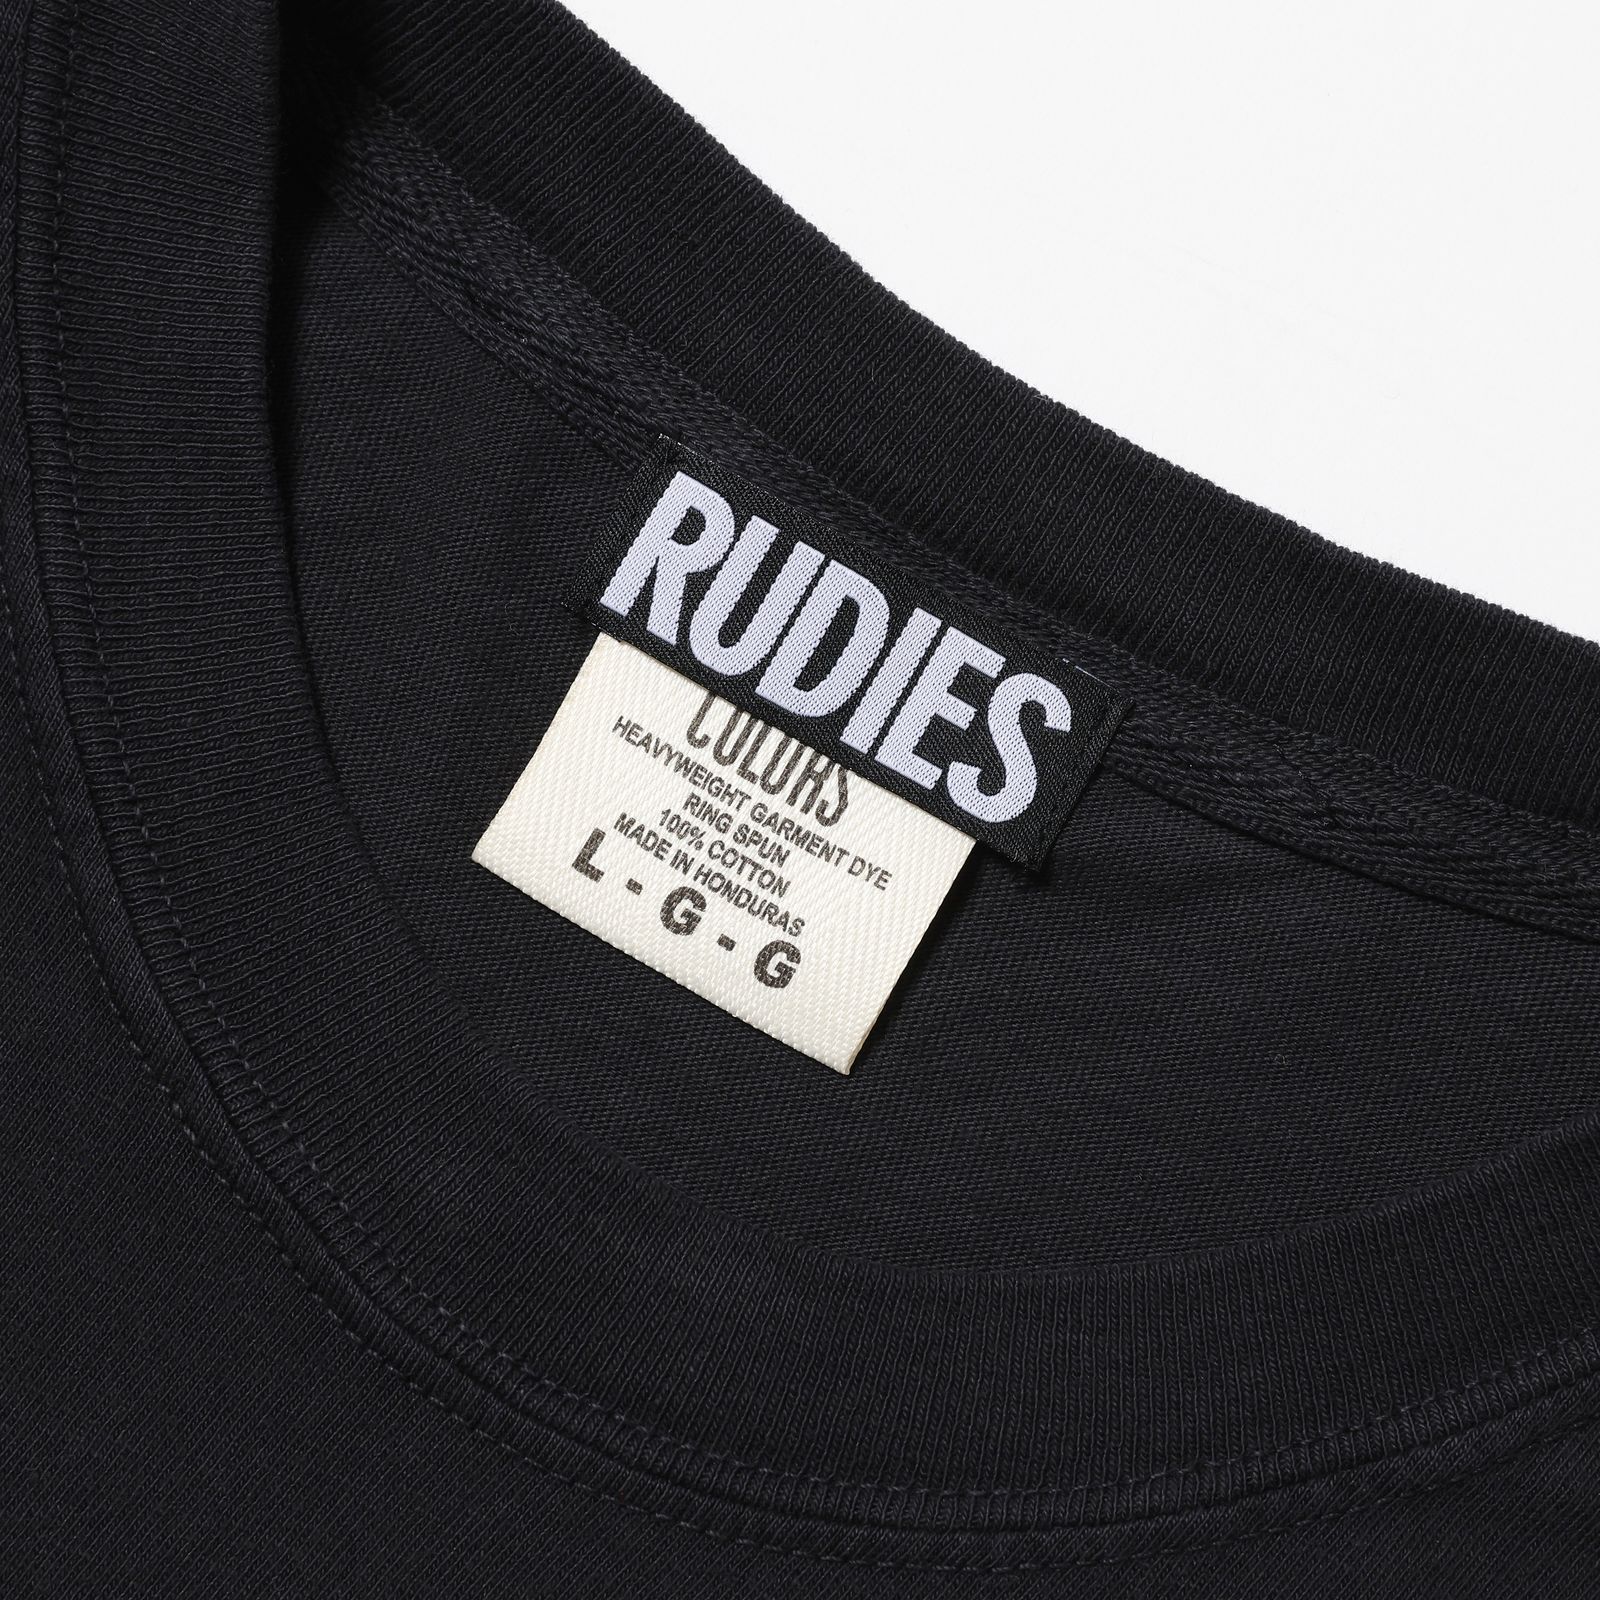 RUDIES
COLORS
HEAVYWEIGHT GARMENT DYE
RING SPUN
100% COTTON
MADE IN HONDURAS
L - G - G